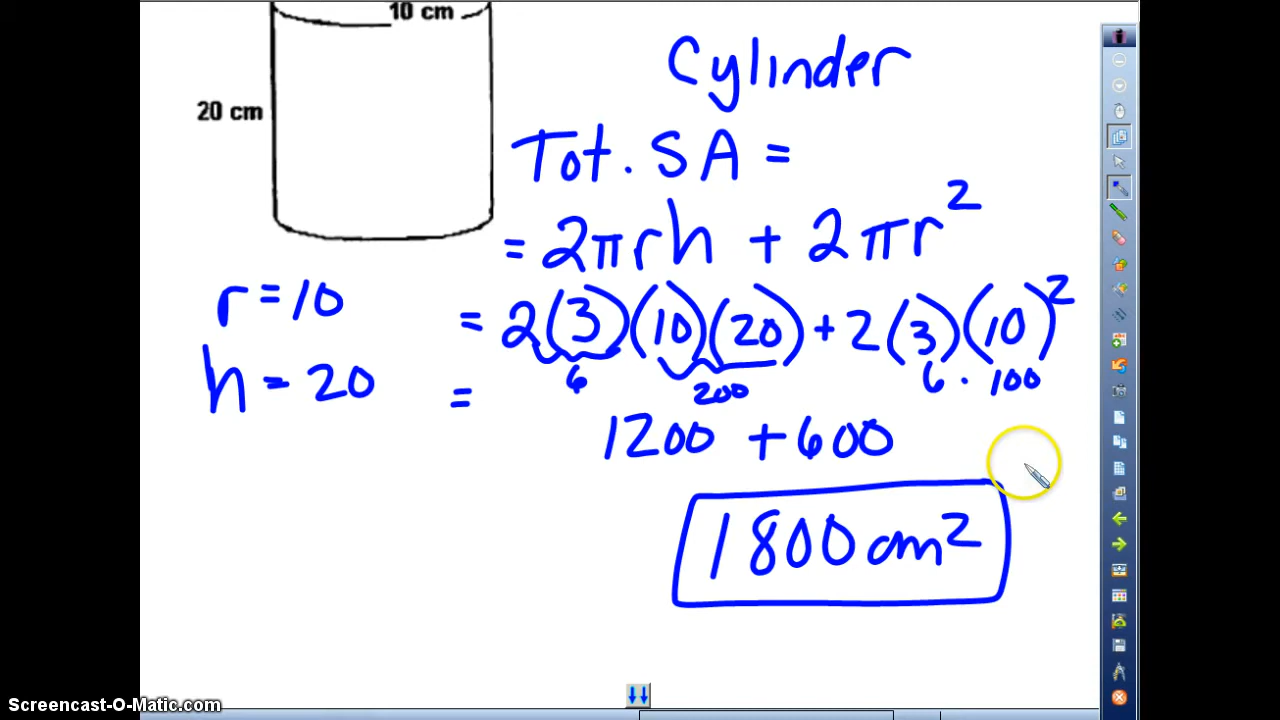 10 cm
Cylinder
20 cm
Tot. SA =
= 2πrh + 2πr²
r = 10
= 2(3)(10)(20) + 2(3)(10)²
6 200 6 · 100
h = 20
=
1200 + 600
1800 cm²
Screencast-O-Matic.com